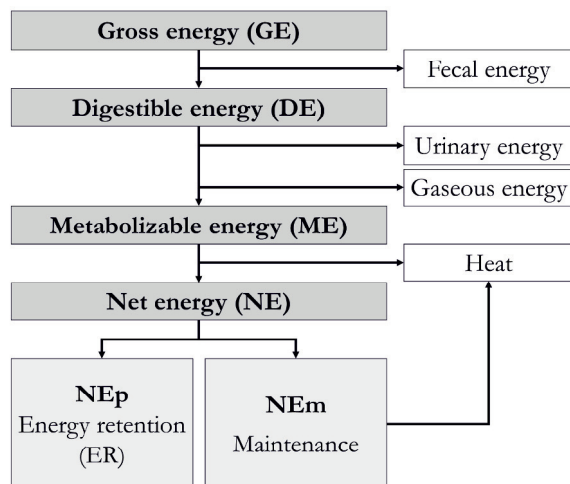 Gross energy (GE)
Fecal energy
Digestible energy (DE)
Urinary energy
Gaseous energy
Metabolizable energy (ME)
Heat
Net energy (NE)
NEp
Energy retention
(ER)
NEm
Maintenance